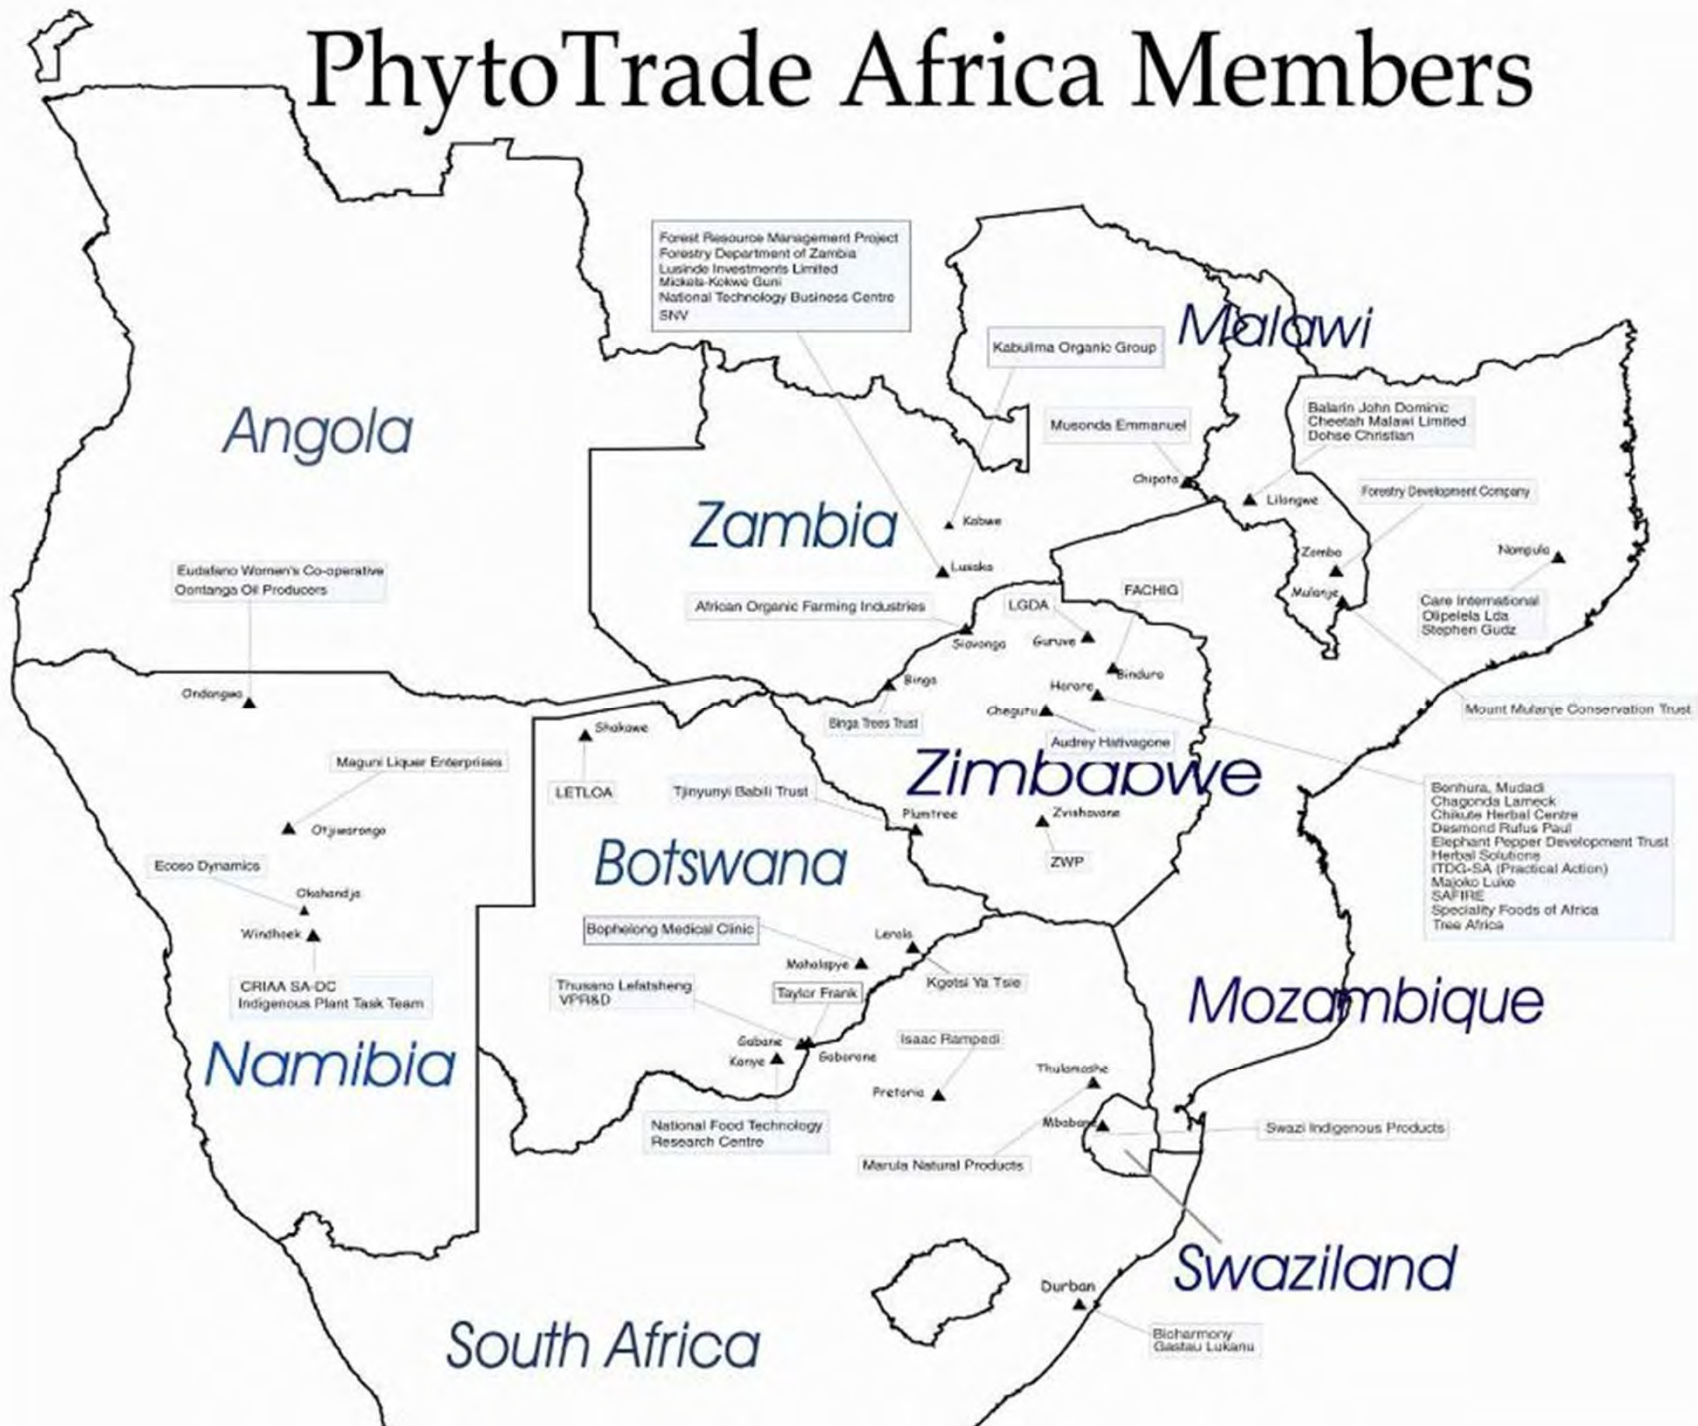 PhytoTrade Africa Members
Forest Resource Management Project
Forestry Department of Zambia
Lusinde Investments Limited
Mickels-Kokwe Guni
National Technology Business Centre
SNV
Malawi
Kabulima Organic Group
Musonda Emmanuel
Balarin John Dominic
Cheetah Malawi Limited
Dohse Christian
Angola
Chipata
Lilongwe
Forestry Development Company
Zambia
Kabwe
Lusaka
Zomba
Nampula
Mulanje
Eudafano Women's Co-operative
Oontanga Oil Producers
African Organic Farming Industries
LGDA
FACHIG
Care International
Olipelela Lda
Stephen Gudz
Siavonga
Guruve
Bindura
Ondangwa
Binga
Harare
Chegutu
Mount Mulanje Conservation Trust
Shakawe
Binga Trees Trust
Audrey Hativagone
Maguni Liquer Enterprises
Zimbabwe
LETLOA
Tjinyunyi Babili Trust
Plumtree
Zvishavane
Benhura, Mudadi
Chagonda Lameck
Chikute Herbal Centre
Desmond Rufus Paul
Elephant Pepper Development Trust
Herbal Solutions
ITDG-SA (Practical Action)
Majoko Luke
SAFIRE
Speciality Foods of Africa
Tree Africa
Otjiwarongo
Botswana
ZWP
Ecoso Dynamics
Okahandja
Windhoek
Bophelong Medical Clinic
Lerala
Mahalapye
CRIAA SA-DC
Indigenous Plant Task Team
Thusano Lefatsheng
VPR&D
Taylor Frank
Kgotsi Ya Tsie
Mozambique
Namibia
Gabane
Gaborone
Kanye
Isaac Rampedi
Pretoria
Thulamashe
National Food Technology
Research Centre
Mbabane
Swazi Indigenous Products
Marula Natural Products
Swaziland
South Africa
Durban
Bioharmony
Gastau Lukanu